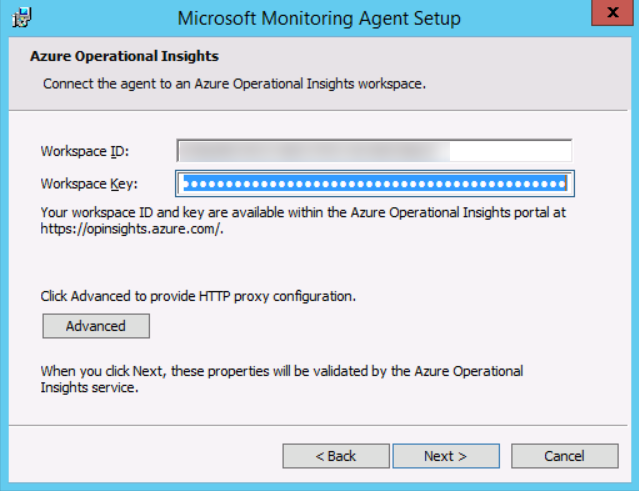 Microsoft Monitoring Agent Setup
x
Azure Operational Insights
Connect the agent to an Azure Operational Insights workspace.
Workspace ID:
Workspace Key:
Your workspace ID and key are available within the Azure Operational Insights portal at
https://opinsights.azure.com/.
Click Advanced to provide HTTP proxy configuration.
Advanced
When you click Next, these properties will be validated by the Azure Operational
Insights service.
< Back Next > Cancel